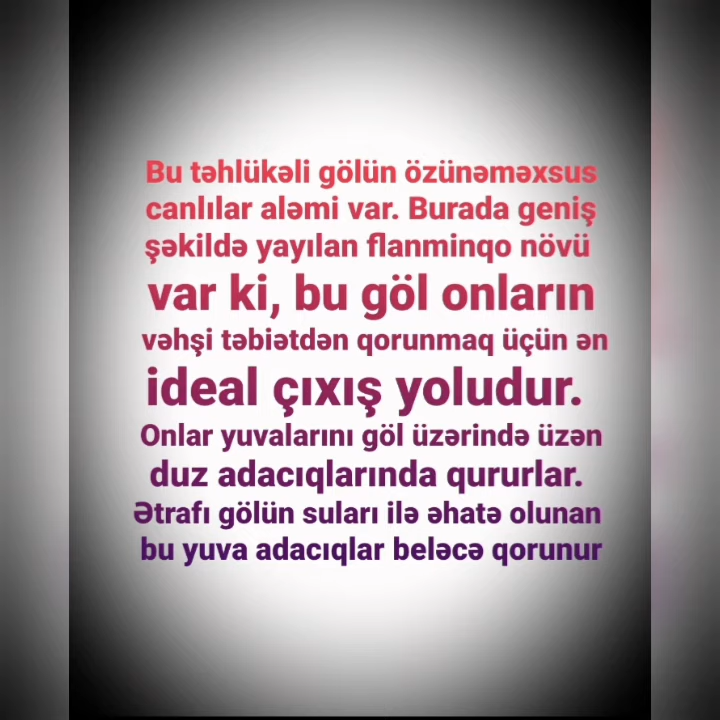 Bu təhlükəli gölün özünəməxsus
canlılar aləmi var. Burada geniş
şəkildə yayılan flanminqo növü
var ki, bu göl onların
vəhşi təbiətdən qorunmaq üçün ən
ideal çıxış yoludur.
Onlar yuvalarını göl üzərində üzən
duz adacıqlarında qururlar.
Ətrafı gölün suları ilə əhatə olunan
bu yuva adacıqlar beləcə qorunur